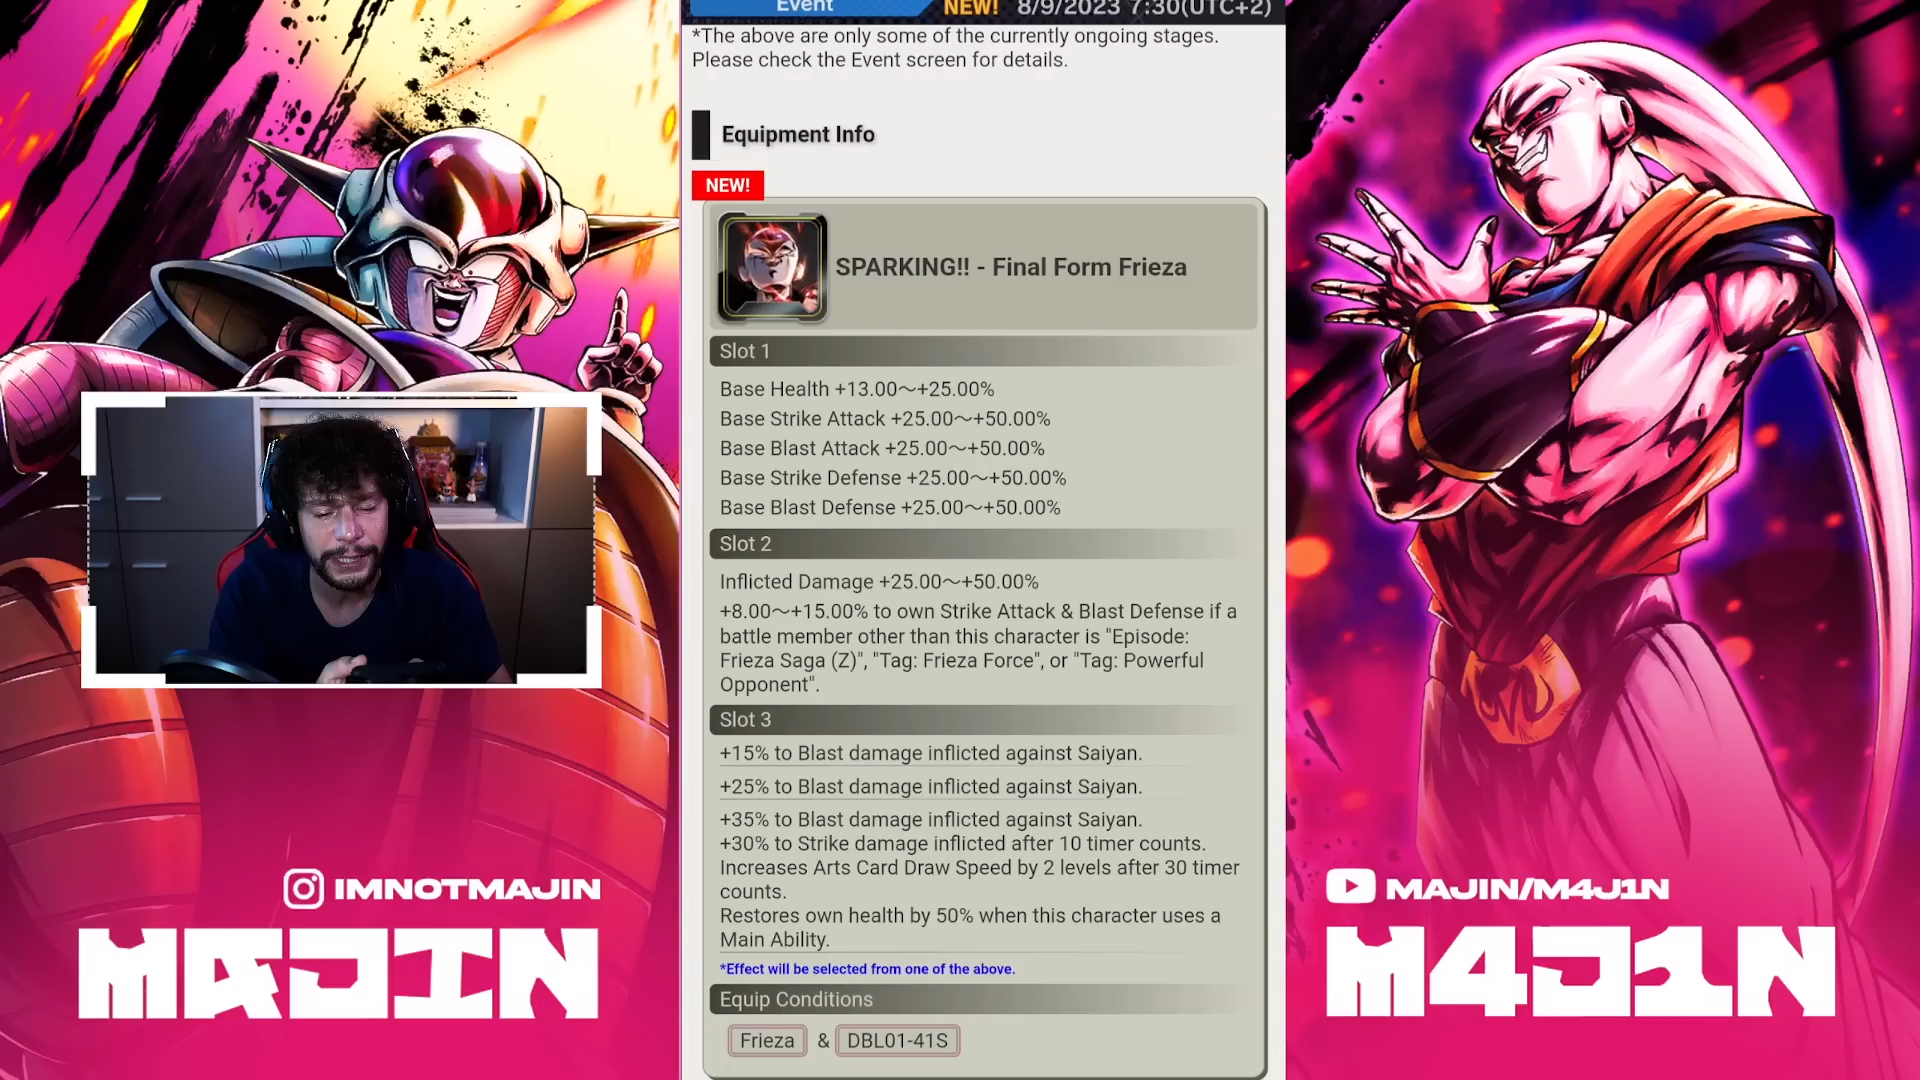 Event NEW! 8/9/2023 7:30(UTC+2)
*The above are only some of the currently ongoing stages.
Please check the Event screen for details.
Equipment Info
NEW!
SPARKING!! - Final Form Frieza
Slot 1
Base Health +13.00～+25.00%
Base Strike Attack +25.00～+50.00%
Base Blast Attack +25.00～+50.00%
Base Strike Defense +25.00～+50.00%
Base Blast Defense +25.00～+50.00%
Slot 2
Inflicted Damage +25.00～+50.00%
+8.00～+15.00% to own Strike Attack & Blast Defense if a
battle member other than this character is "Episode:
Frieza Saga (Z)", "Tag: Frieza Force", or "Tag: Powerful
Opponent".
Slot 3
+15% to Blast damage inflicted against Saiyan.
+25% to Blast damage inflicted against Saiyan.
+35% to Blast damage inflicted against Saiyan.
+30% to Strike damage inflicted after 10 timer counts.
Increases Arts Card Draw Speed by 2 levels after 30 timer
counts.
Restores own health by 50% when this character uses a
Main Ability.
*Effect will be selected from one of the above.
Equip Conditions
Frieza & DBL01-41S
IMNOTMAJIN
MAJIN
MAJIN/M4J1N
M4J1N